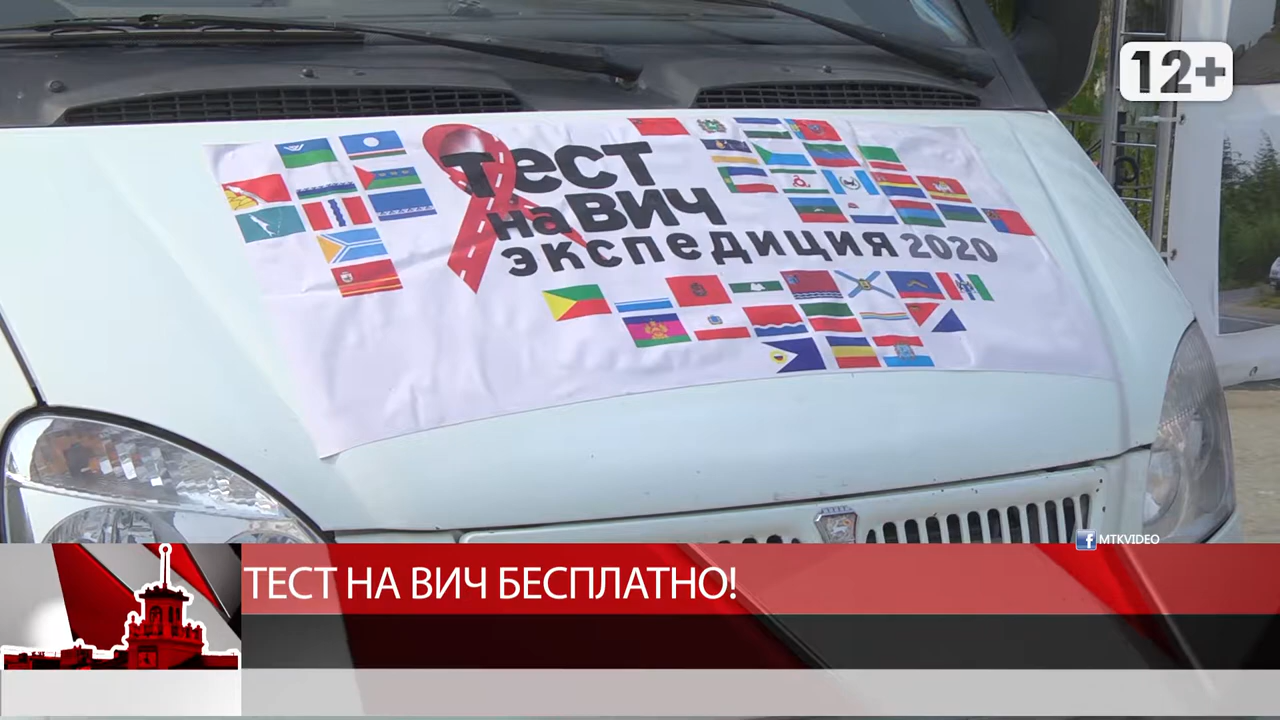 12+
тест
на ВИЧ
экспедиция 2020
f MTKVIDEO
ТЕСТ НА ВИЧ БЕСПЛАТНО!